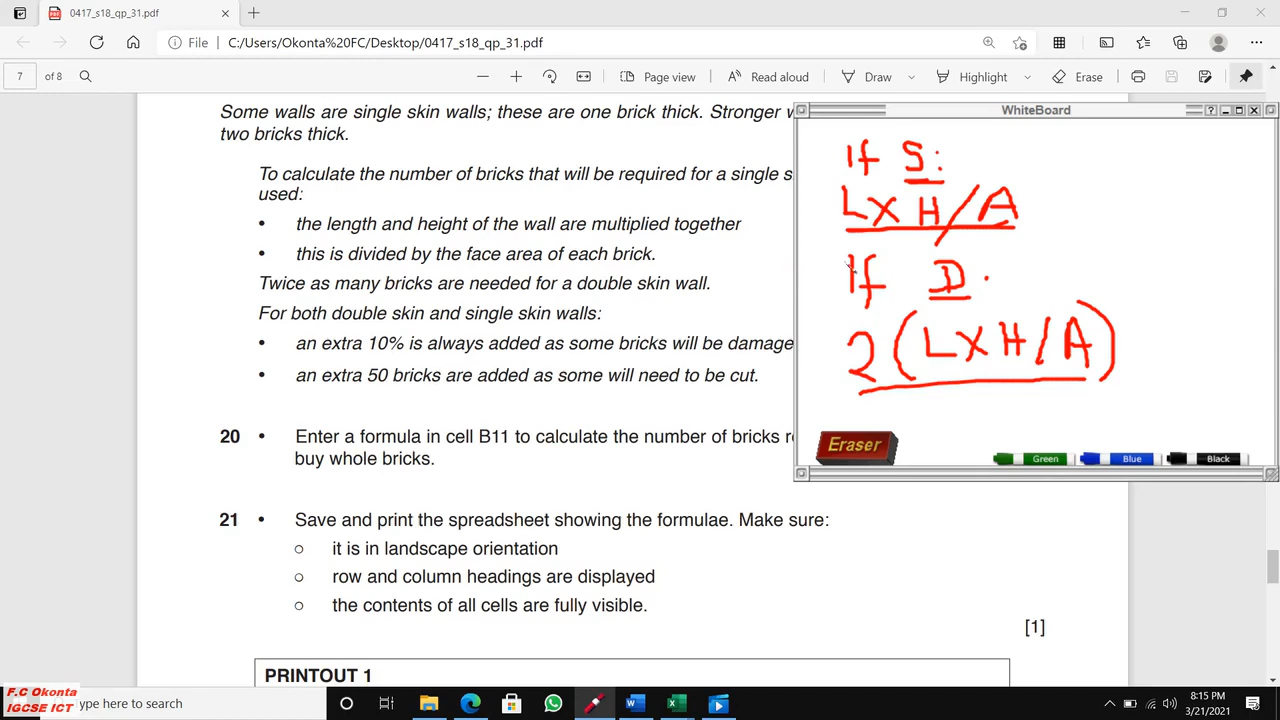 0417_s18_qp_31.pdf
File C:/Users/Okonta%20FC/Desktop/0417_s18_qp_31.pdf
7 of 8 Page view Read aloud Draw Highlight Erase
Some walls are single skin walls; these are one brick thick. Stronger
two bricks thick.
To calculate the number of bricks that will be required for a single
used:
• the length and height of the wall are multiplied together
• this is divided by the face area of each brick.
Twice as many bricks are needed for a double skin wall.
For both double skin and single skin walls:
• an extra 10% is always added as some bricks will be
• an extra 50 bricks are added as some will need to be cut.
20 • Enter a formula in cell B11 to calculate the number of bricks
buy whole bricks.
WhiteBoard
If S:
L X H / A
If D.
2 ( L X H / A )
Eraser
Green Blue Black
21 • Save and print the spreadsheet showing the formulae. Make sure:
○ it is in landscape orientation
○ row and column headings are displayed
○ the contents of all cells are fully visible.
[1]
PRINTOUT 1
F.C Okonta
IGCSE ICT
ype here to search
8:15 PM
3/21/2021